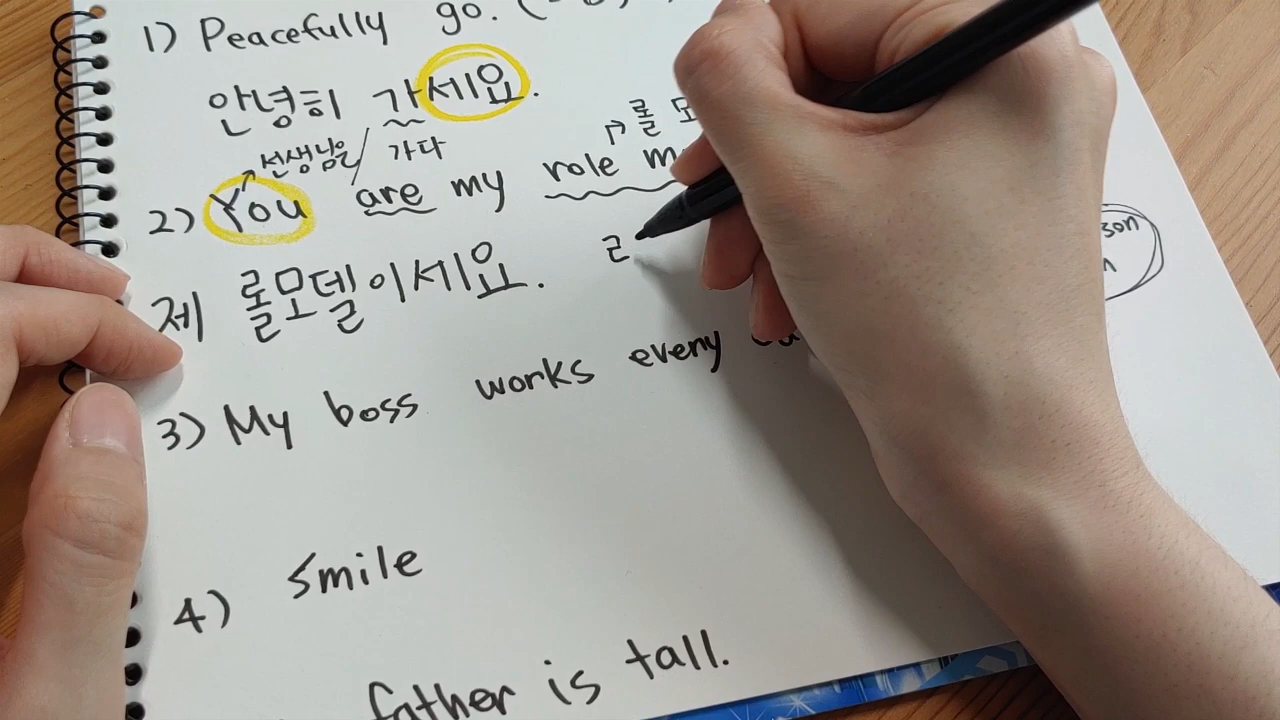 1) Peacefully go. (
안녕히 가세요.
선생님은/ 가다
롤 모
2) You are my role m
son
ㄹ
n
제 롤모델이세요.
3) My boss works every
4) smile
father is tall.